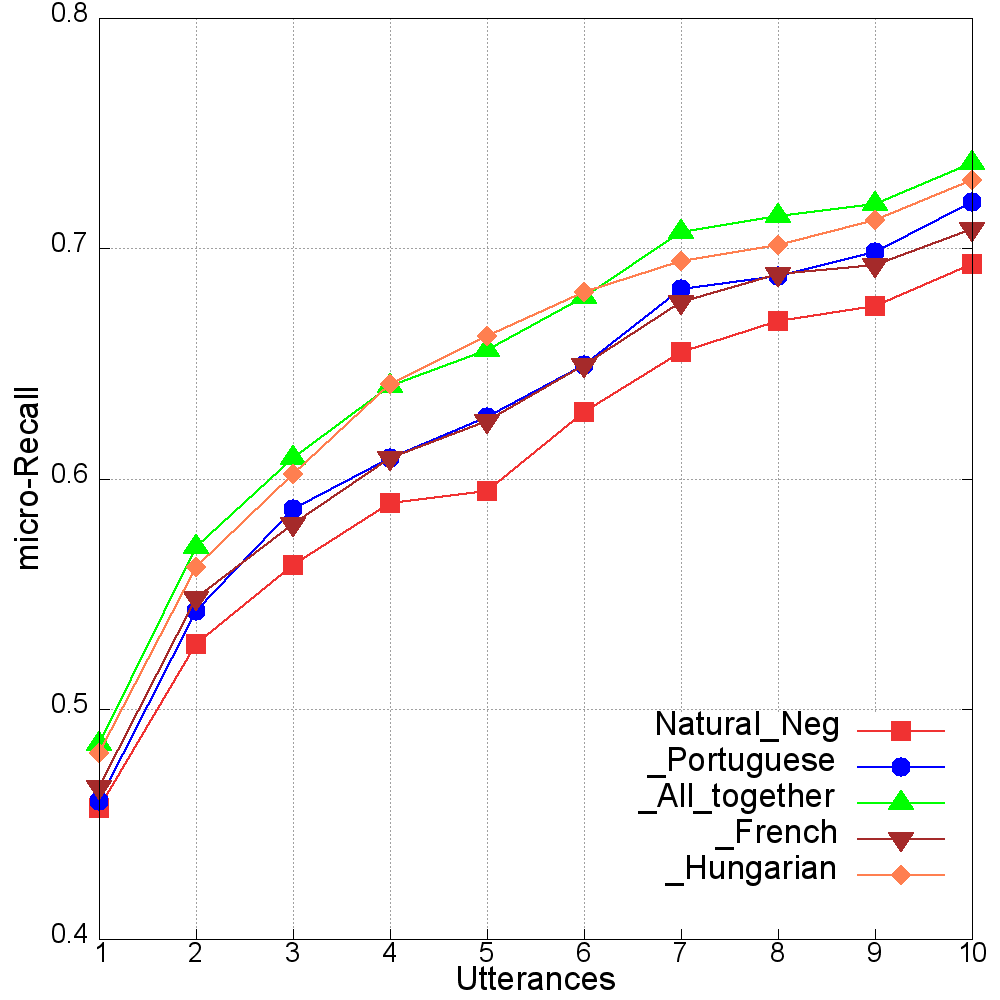 0.8
0.7
0.6
0.5
0.4
micro-Recall
Natural_Neg
_Portuguese
_All_together
_French
_Hungarian
1 2 3 4 5 6 7 8 9 10
Utterances